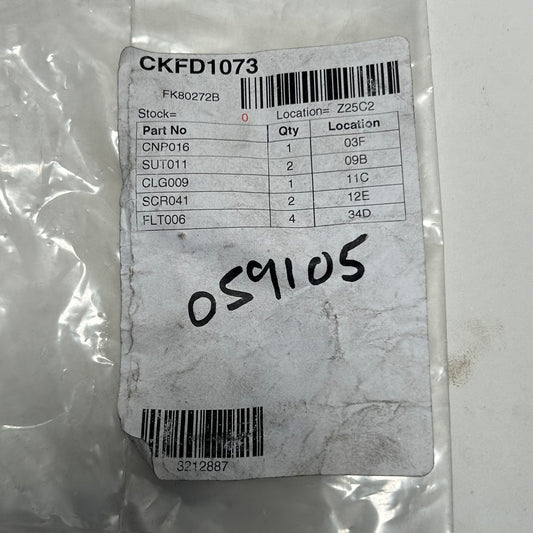 CKFD1073
FK80272B
Stock= 0 Location= Z25C2
Part No Qty Location
CNP016 1 03F
SUT011 2 09B
CLG009 1 11C
SCR041 2 12E
FLT006 4 34D
059105
3212887